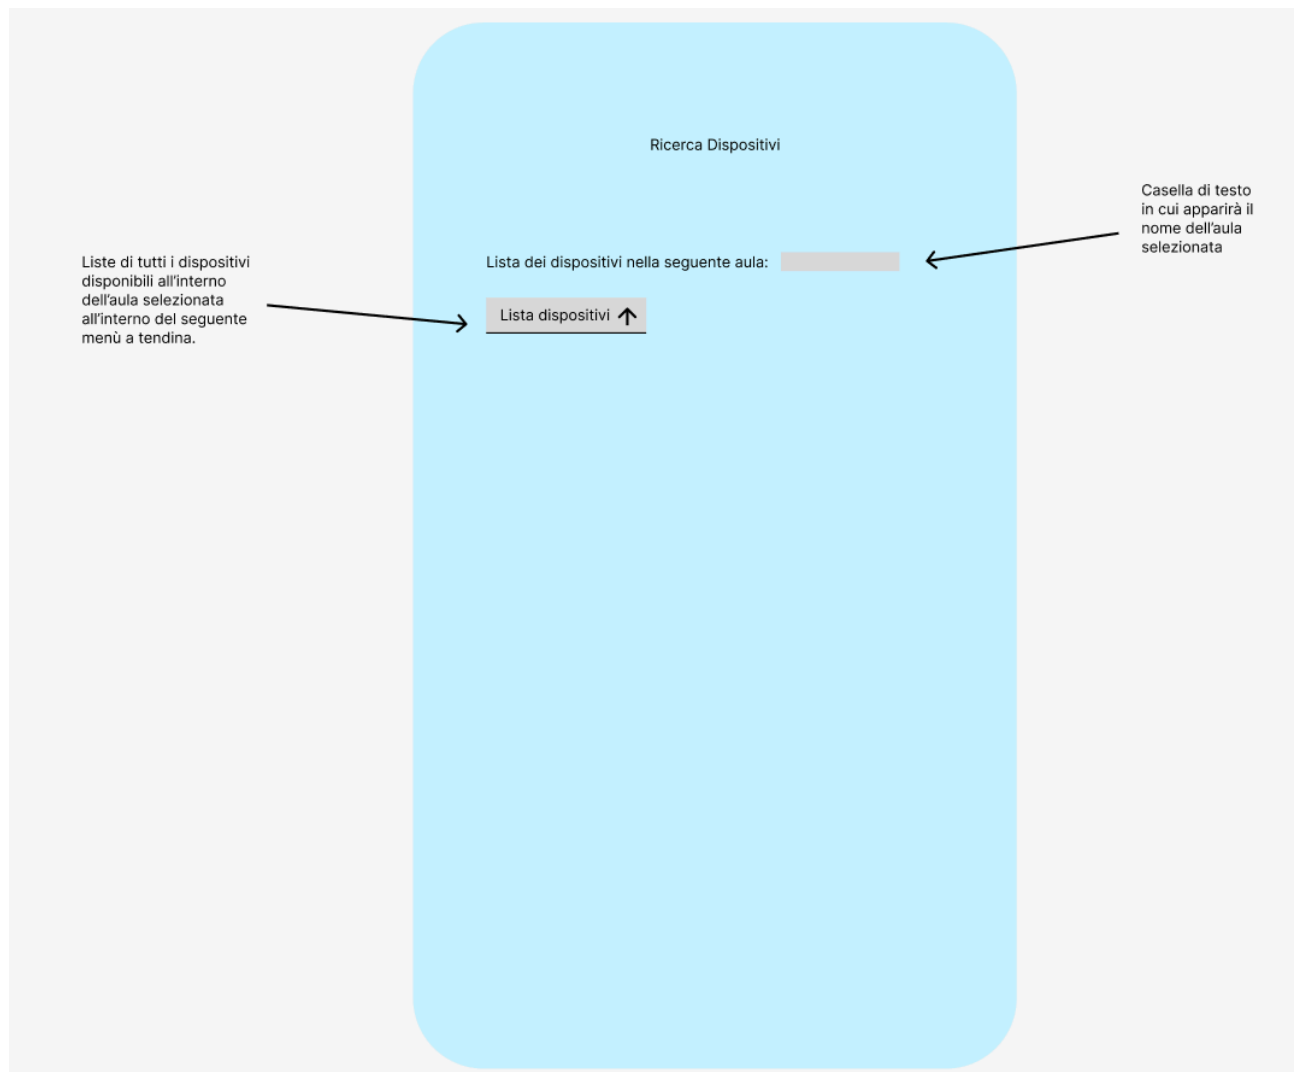 Ricerca Dispositivi
Casella di testo
in cui apparirà il
nome dell'aula
selezionata
Liste di tutti i dispositivi
disponibili all'interno
dell'aula selezionata
all'interno del seguente
menù a tendina.
Lista dei dispositivi nella seguente aula:
Lista dispositivi